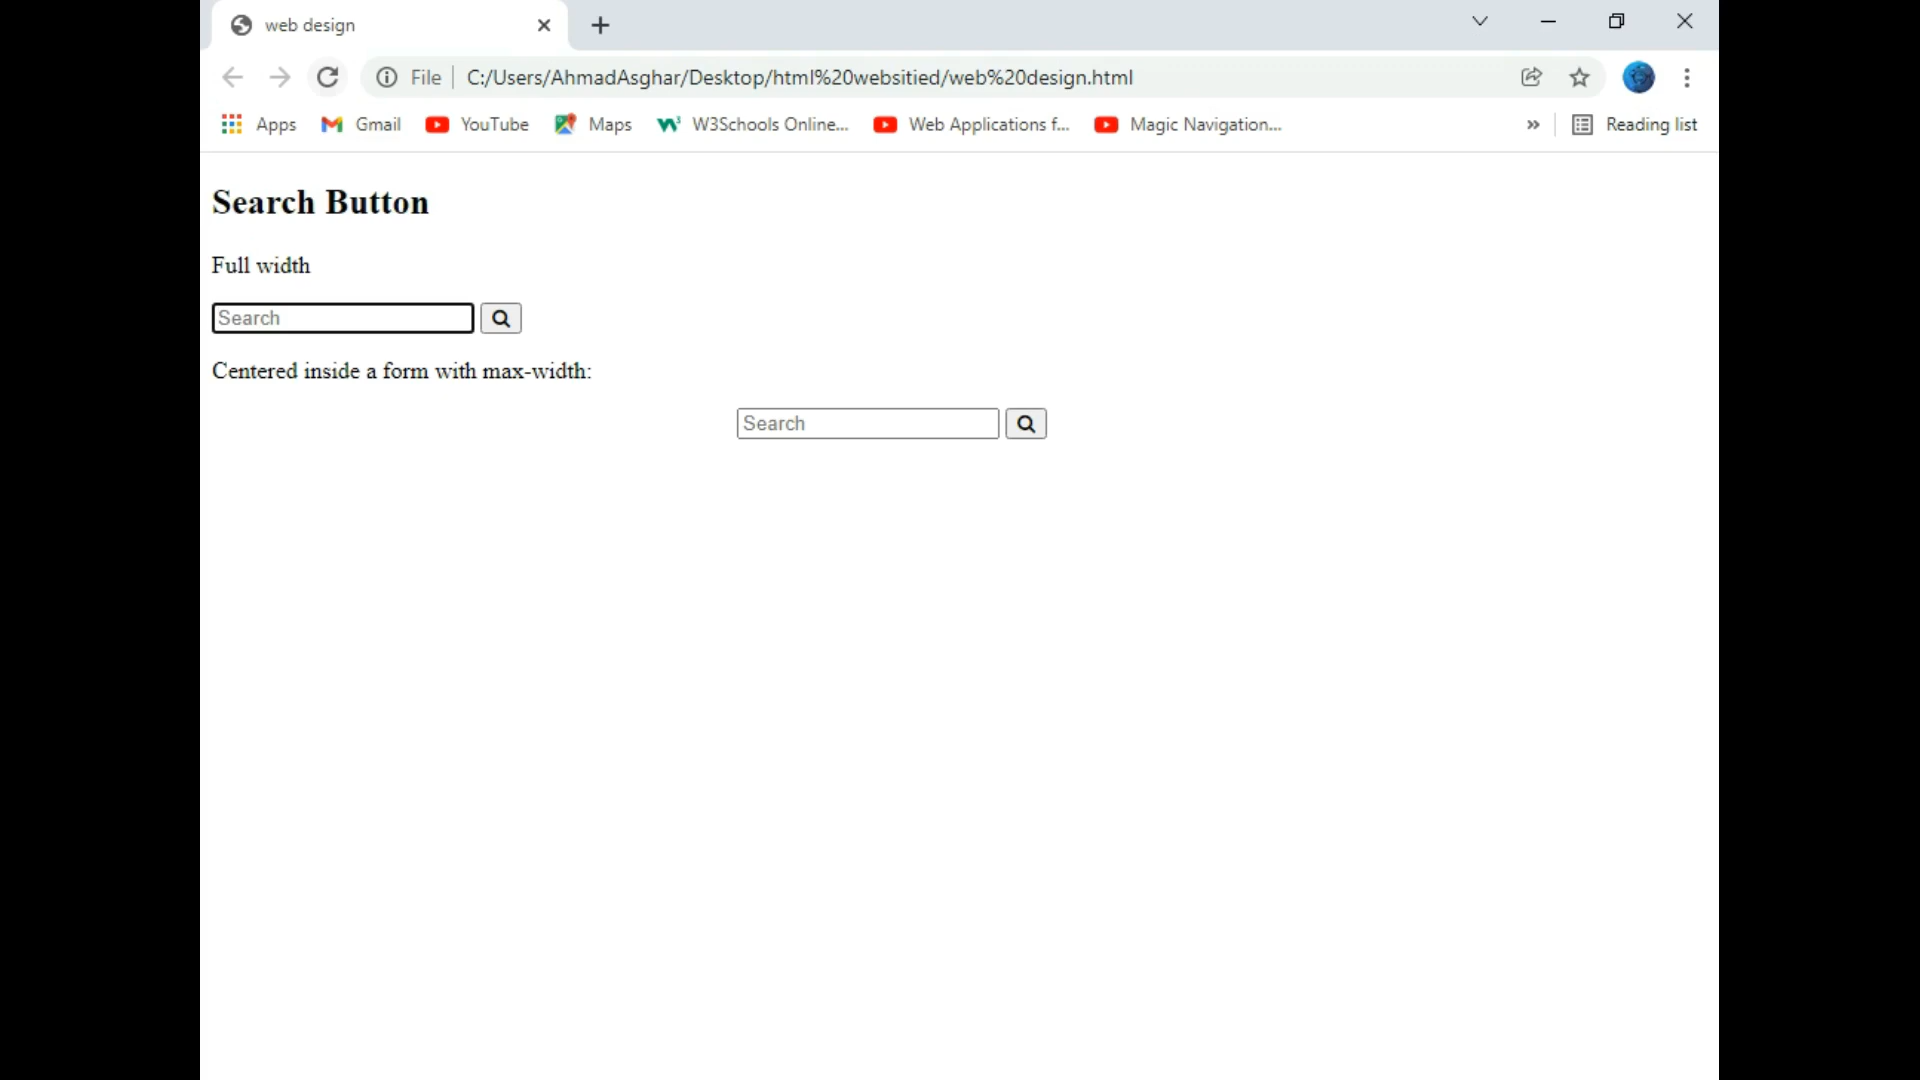 web design
File C:/Users/AhmadAsghar/Desktop/html%20websitied/web%20design.html
Apps Gmail YouTube Maps W3Schools Online... Web Applications f... Magic Navigation... » Reading list
Search Button
Full width
Search
Centered inside a form with max-width:
Search